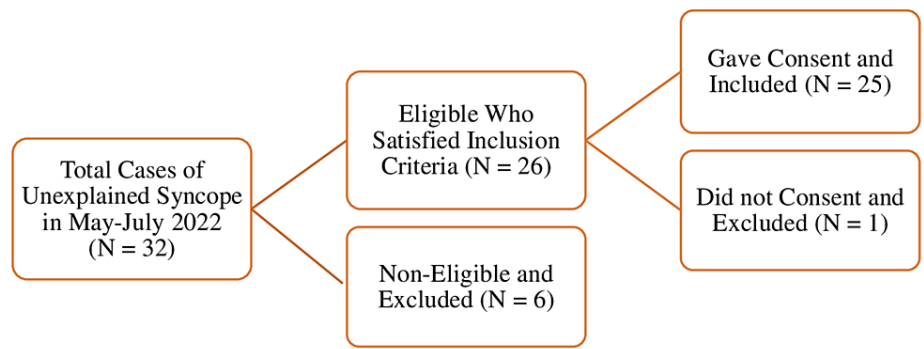 Total Cases of
Unexplained Syncope
in May-July 2022
(N = 32)
Eligible Who
Satisfied Inclusion
Criteria (N = 26)
Non-Eligible and
Excluded (N = 6)
Gave Consent and
Included (N = 25)
Did not Consent and
Excluded (N = 1)